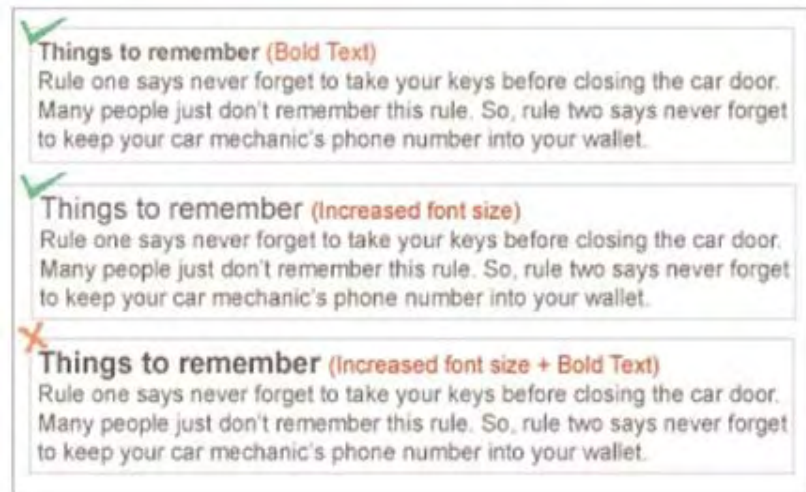 Things to remember (Bold Text)
Rule one says never forget to take your keys before closing the car door.
Many people just don't remember this rule. So, rule two says never forget
to keep your car mechanic's phone number into your wallet.
Things to remember (Increased font size)
Rule one says never forget to take your keys before closing the car door.
Many people just don't remember this rule. So, rule two says never forget
to keep your car mechanic's phone number into your wallet.
Things to remember (Increased font size + Bold Text)
Rule one says never forget to take your keys before closing the car door.
Many people just don't remember this rule. So, rule two says never forget
to keep your car mechanic's phone number into your wallet.